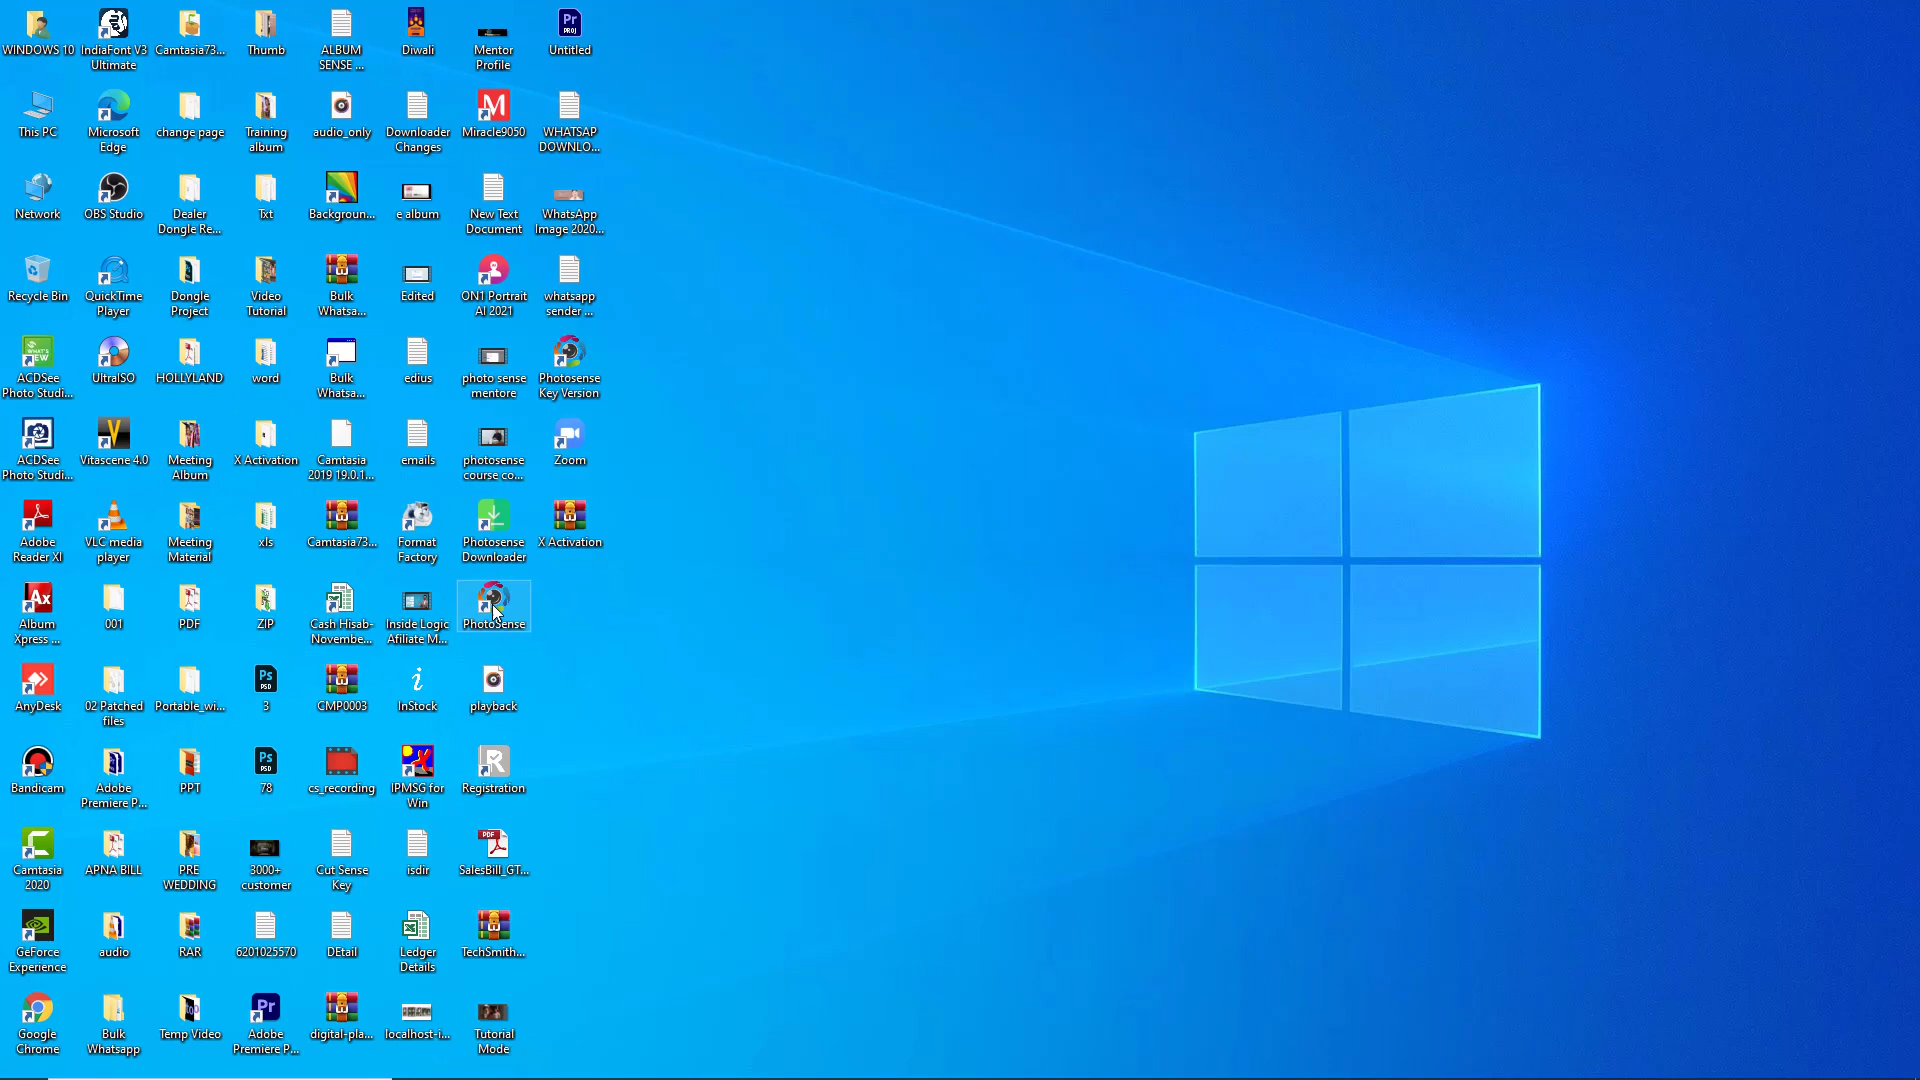 WINDOWS 10
IndiaFont V3
Ultimate
Camtasia73...
Thumb
ALBUM
SENSE ...
Diwali
Mentor
Profile
Untitled
This PC
Microsoft
Edge
change page
Training
album
audio_only
Downloader
Changes
Miracle9050
WHATSAP
DOWNLO...
Network
OBS Studio
Dealer
Dongle Re...
Txt
Backgroun...
e album
New Text
Document
WhatsApp
Image 2020...
Recycle Bin
QuickTime
Player
Dongle
Project
Video
Tutorial
Bulk
Whatsa...
Edited
ON1 Portrait
AI 2021
whatsapp
sender ...
ACDSee
Photo Studi...
UltraISO
HOLLYLAND
word
Bulk
Whatsa...
edius
photo sense
mentore
Photosense
Key Version
ACDSee
Photo Studi...
Vitascene 4.0
Meeting
Album
X Activation
Camtasia
2019 19.0.1...
emails
photosense
course co...
Zoom
Adobe
Reader XI
VLC media
player
Meeting
Material
xls
Camtasia73...
Format
Factory
Photosense
Downloader
X Activation
Album
Xpress ...
001
PDF
ZIP
Cash Hisab-
Novembe...
Inside Logic
Afiliate M...
PhotoSense
AnyDesk
02 Patched
files
Portable_wi...
3
CMP0003
InStock
playback
Bandicam
Adobe
Premiere P...
PPT
78
cs_recording
IPMSG for
Win
Registration
Camtasia
2020
APNA BILL
PRE
WEDDING
3000+
customer
Cut Sense
Key
isdir
SalesBill_GT...
GeForce
Experience
audio
RAR
6201025570
DEtail
Ledger
Details
TechSmith...
Google
Chrome
Bulk
Whatsapp
Temp Video
Adobe
Premiere P...
digital-pla...
localhost-i...
Tutorial
Mode